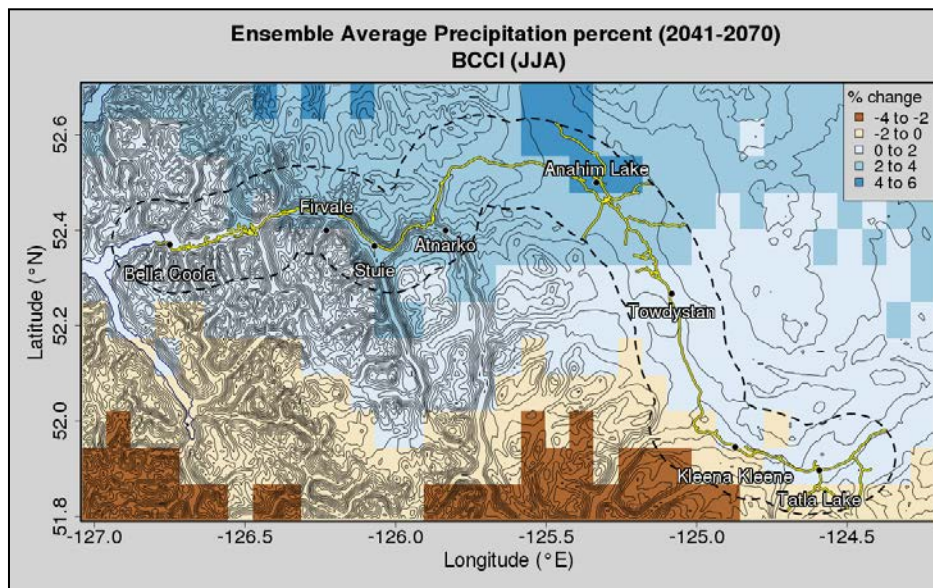 Ensemble Average Precipitation percent (2041-2070)
BCCI (JJA)
% change
-4 to -2
-2 to 0
0 to 2
2 to 4
4 to 6
52.6
52.4
52.2
52.0
51.8
Latitude (°N)
Anahim Lake
Firvale
Atnarko
Bella Coola
Stuie
Towdystan
Kleena Kleene
Tatla Lake
-127.0
-126.5
-126.0
-125.5
-125.0
-124.5
Longitude (°E)